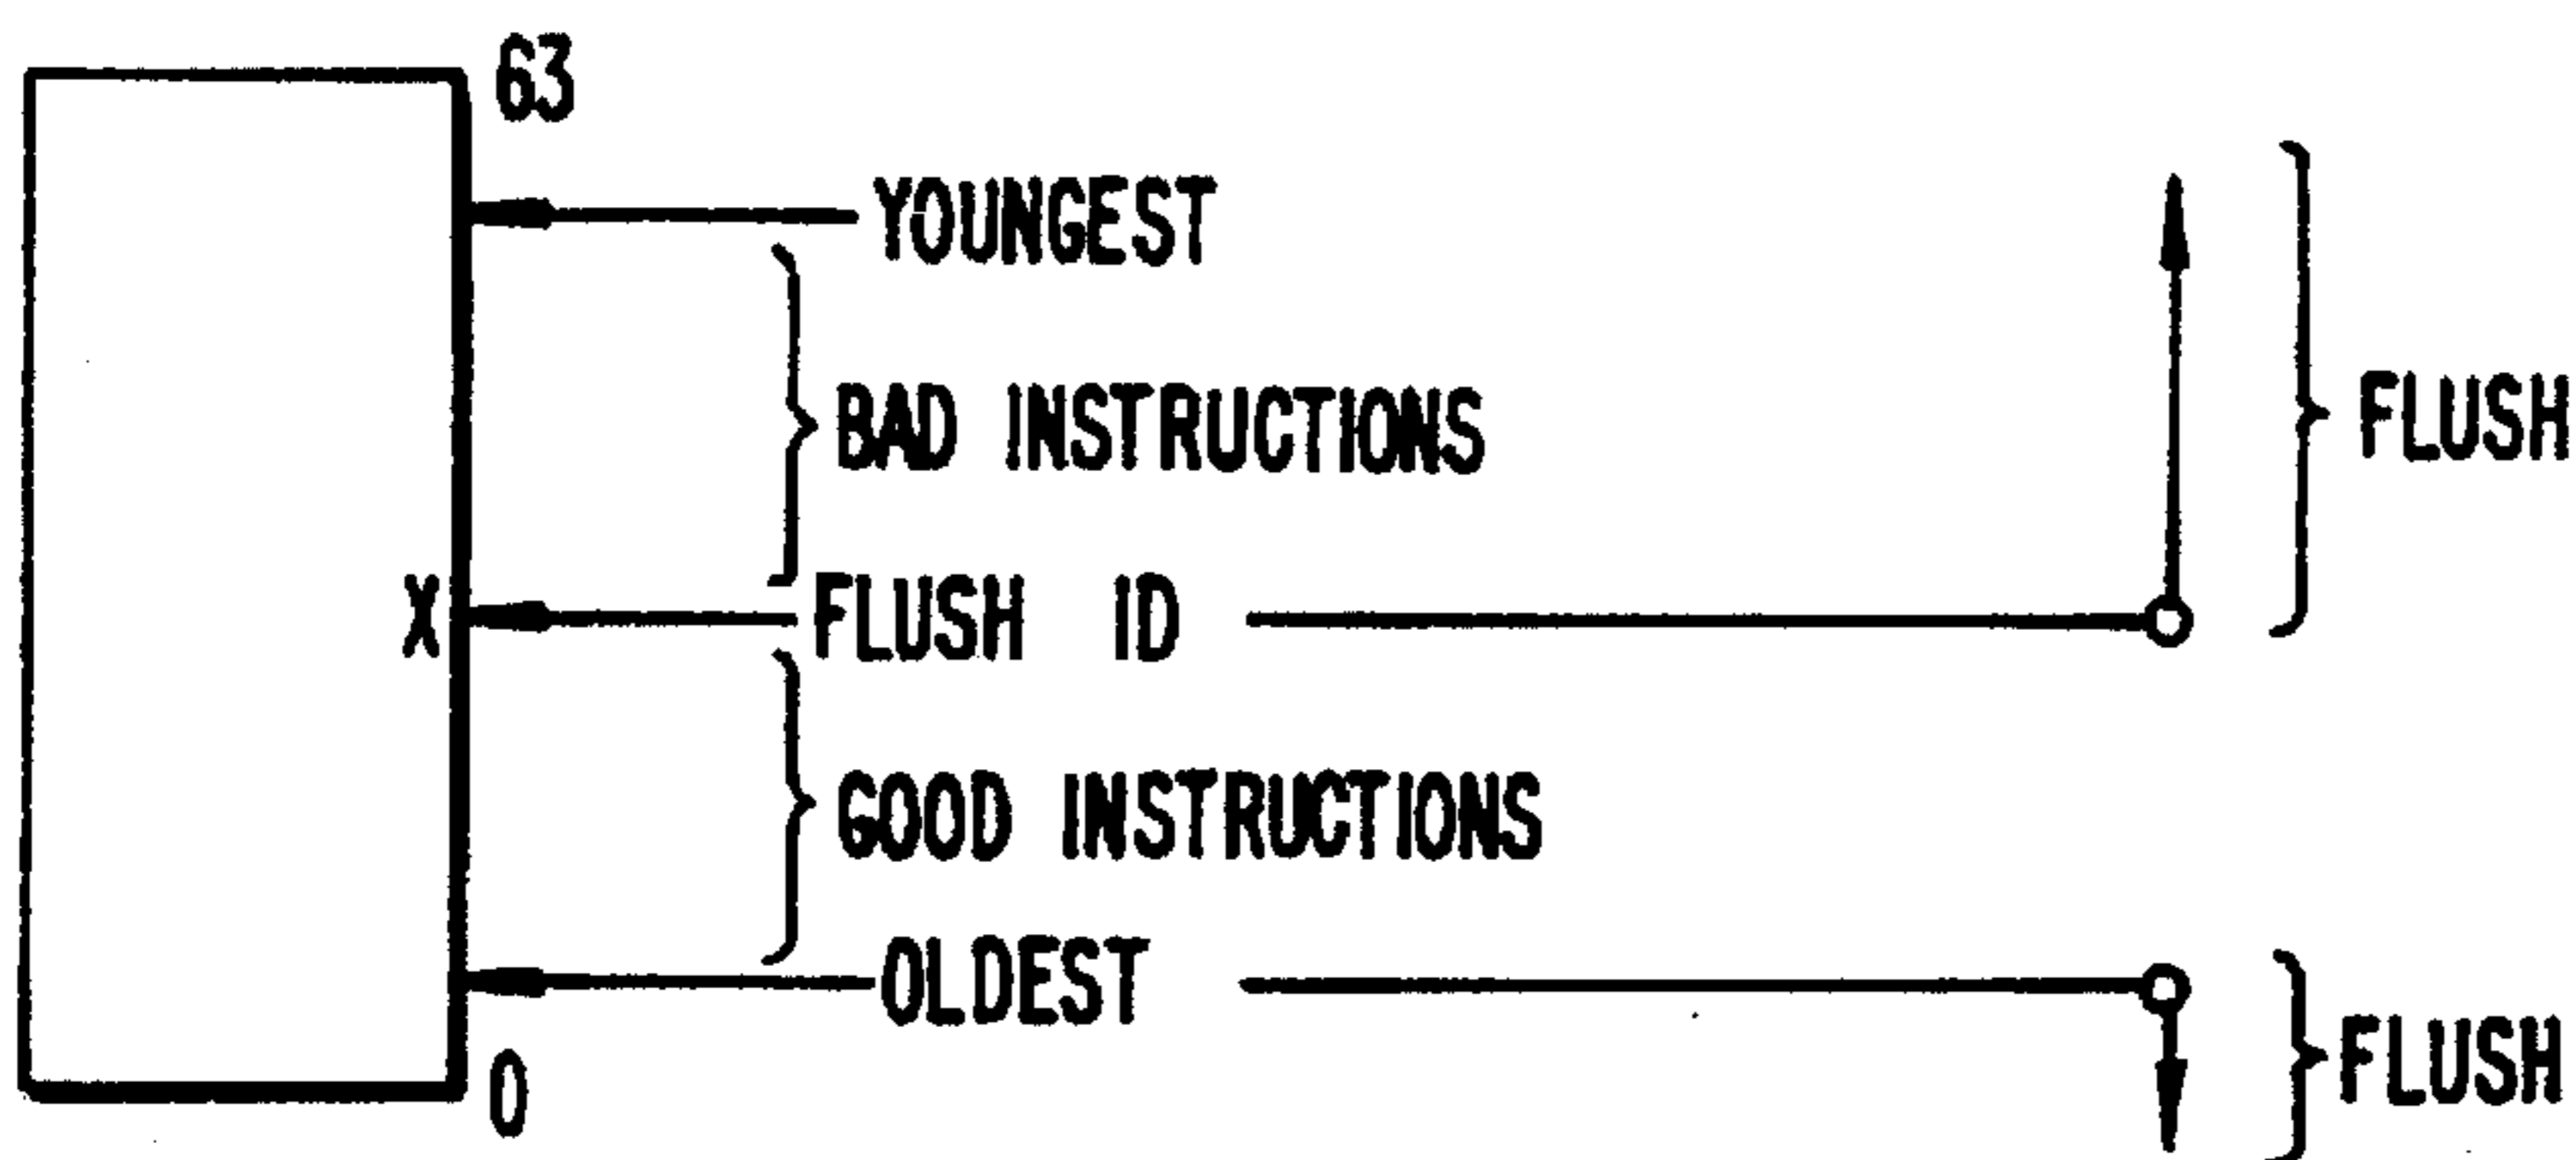 63
YOUNGEST
BAD INSTRUCTIONS
FLUSH
X
FLUSH ID
GOOD INSTRUCTIONS
OLDEST
FLUSH
0